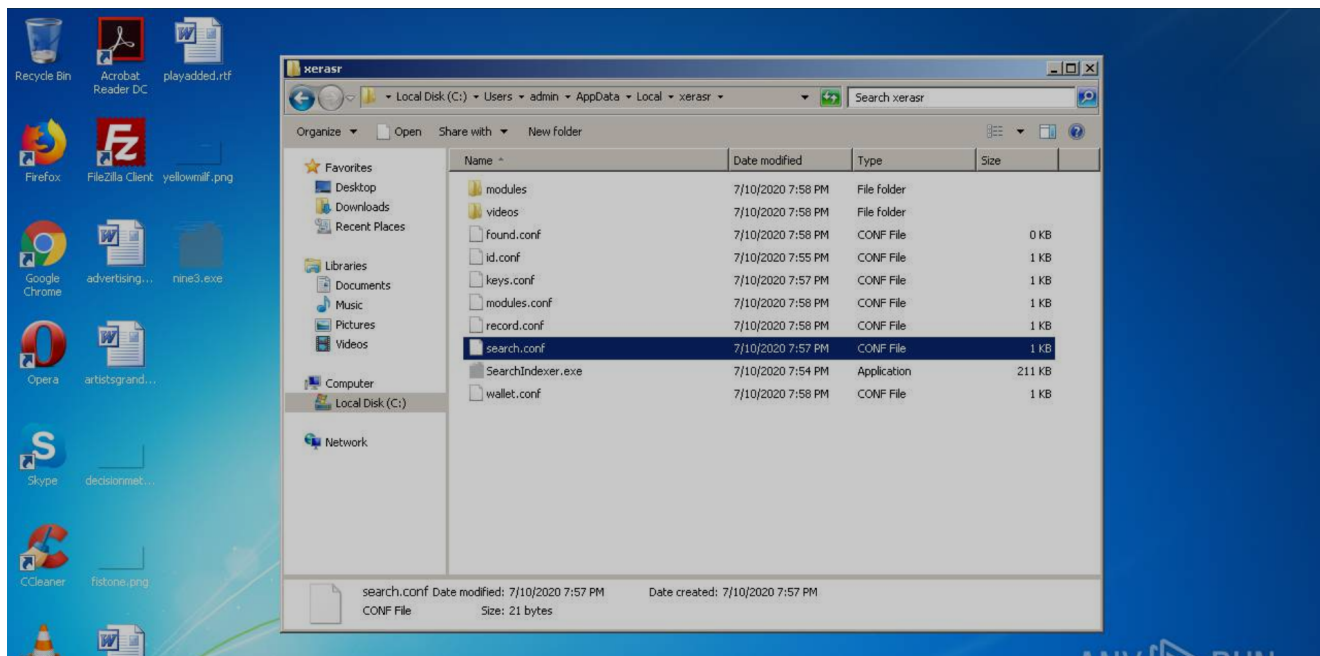 Recycle Bin
Acrobat Reader DC
playadded.rtf
Firefox
FileZilla Client
yellowmilf.png
Google Chrome
advertising...
nine3.exe
Opera
artistsgrand...
Skype
decisionmet...
CCleaner
fistone.png
xerasr
Local Disk (C:) Users admin AppData Local xerasr
Search xerasr
Organize Open Share with New folder
Favorites
Desktop
Downloads
Recent Places
Libraries
Documents
Music
Pictures
Videos
Computer
Local Disk (C:)
Network
Name Date modified Type Size
modules 7/10/2020 7:58 PM File folder
videos 7/10/2020 7:58 PM File folder
found.conf 7/10/2020 7:58 PM CONF File 0 KB
id.conf 7/10/2020 7:55 PM CONF File 1 KB
keys.conf 7/10/2020 7:57 PM CONF File 1 KB
modules.conf 7/10/2020 7:58 PM CONF File 1 KB
record.conf 7/10/2020 7:58 PM CONF File 1 KB
search.conf 7/10/2020 7:57 PM CONF File 1 KB
SearchIndexer.exe 7/10/2020 7:54 PM Application 211 KB
wallet.conf 7/10/2020 7:58 PM CONF File 1 KB
search.conf Date modified: 7/10/2020 7:57 PM Date created: 7/10/2020 7:57 PM
CONF File Size: 21 bytes
ANY RUN